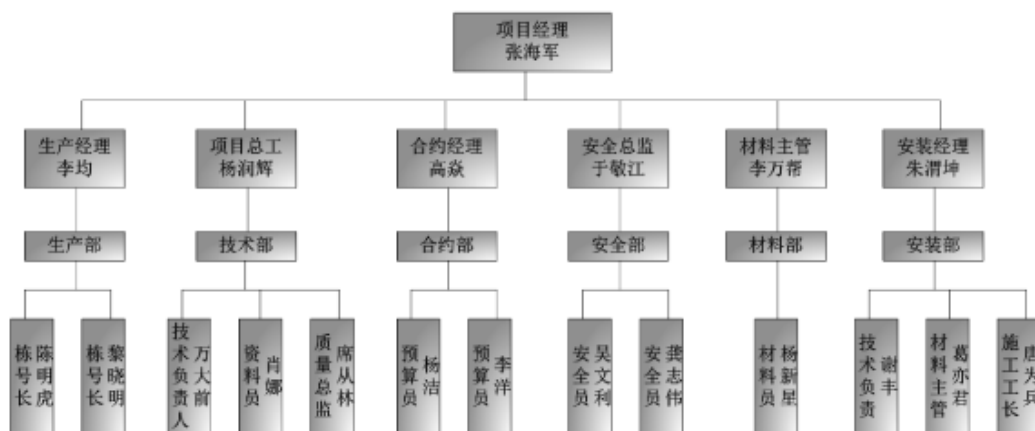 项目经理
张海军
生产经理
李均
项目总工
杨润辉
合约经理
高焱
安全总监
于敬江
材料主管
李万帮
安装经理
朱渭坤
生产部
技术部
合约部
安全部
材料部
安装部
栋号长
陈明虎
栋号长
黎晓明
技术负责人
万大前
资料员
肖娜
质量总监
席从林
预算员
杨洁
预算员
李洋
安全员
吴文利
安全员
龚志伟
材料员
杨新星
技术负责
谢丰
材料主管
葛亦君
施工工长
唐为兵